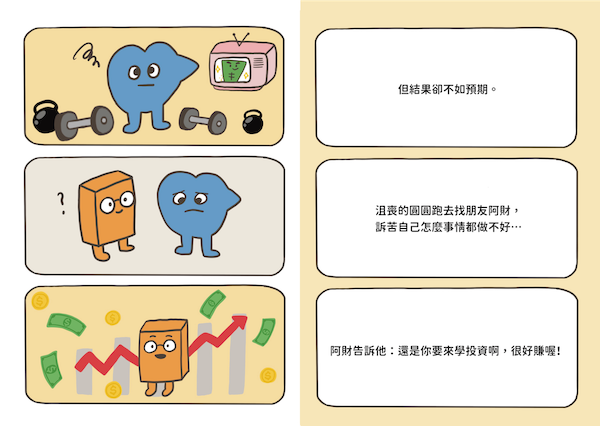 ?
但結果卻不如預期。
沮喪的圓圓跑去找朋友阿財，
訴苦自己怎麼事情都做不好…
阿財告訴他：還是你要來學投資啊，很好賺喔!